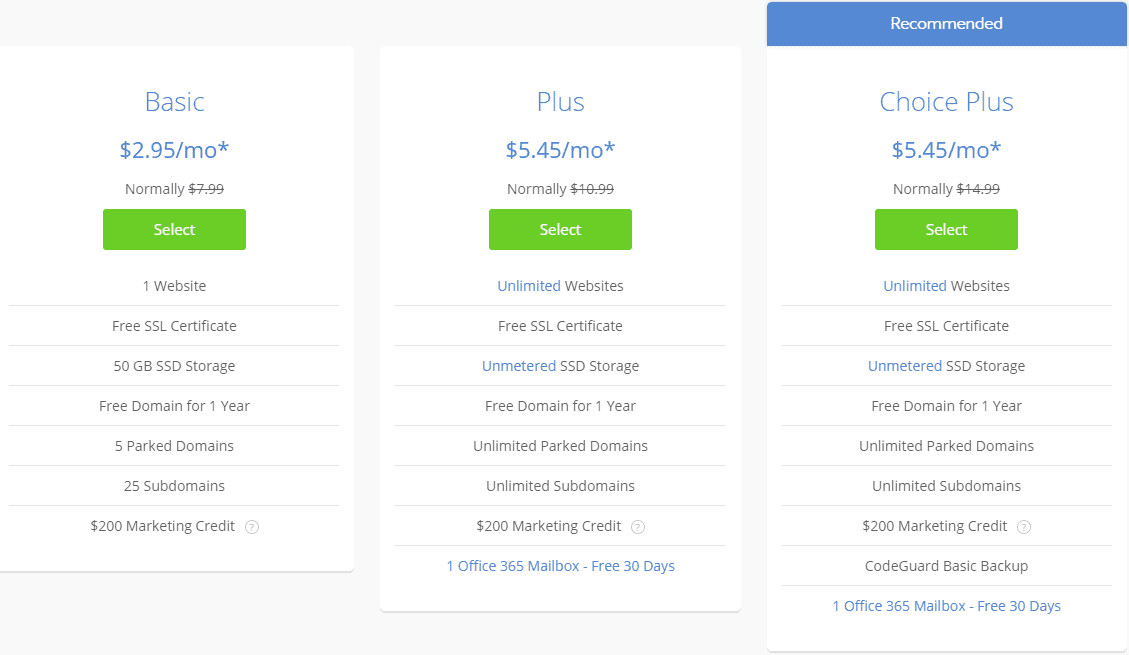 Recommended
Basic
$2.95/mo*
Normally $7.99
Select
1 Website
Free SSL Certificate
50 GB SSD Storage
Free Domain for 1 Year
5 Parked Domains
25 Subdomains
$200 Marketing Credit ?
Plus
$5.45/mo*
Normally $10.99
Select
Unlimited Websites
Free SSL Certificate
Unmetered SSD Storage
Free Domain for 1 Year
Unlimited Parked Domains
Unlimited Subdomains
$200 Marketing Credit ?
1 Office 365 Mailbox - Free 30 Days
Choice Plus
$5.45/mo*
Normally $14.99
Select
Unlimited Websites
Free SSL Certificate
Unmetered SSD Storage
Free Domain for 1 Year
Unlimited Parked Domains
Unlimited Subdomains
$200 Marketing Credit ?
CodeGuard Basic Backup
1 Office 365 Mailbox - Free 30 Days